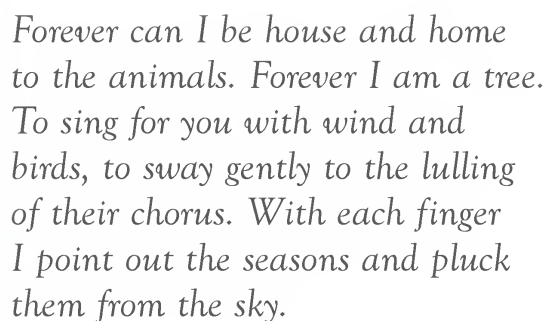 Forever can I be house and home
to the animals. Forever I am a tree.
To sing for you with wind and
birds, to sway gently to the lulling
of their chorus. With each finger
I point out the seasons and pluck
them from the sky.